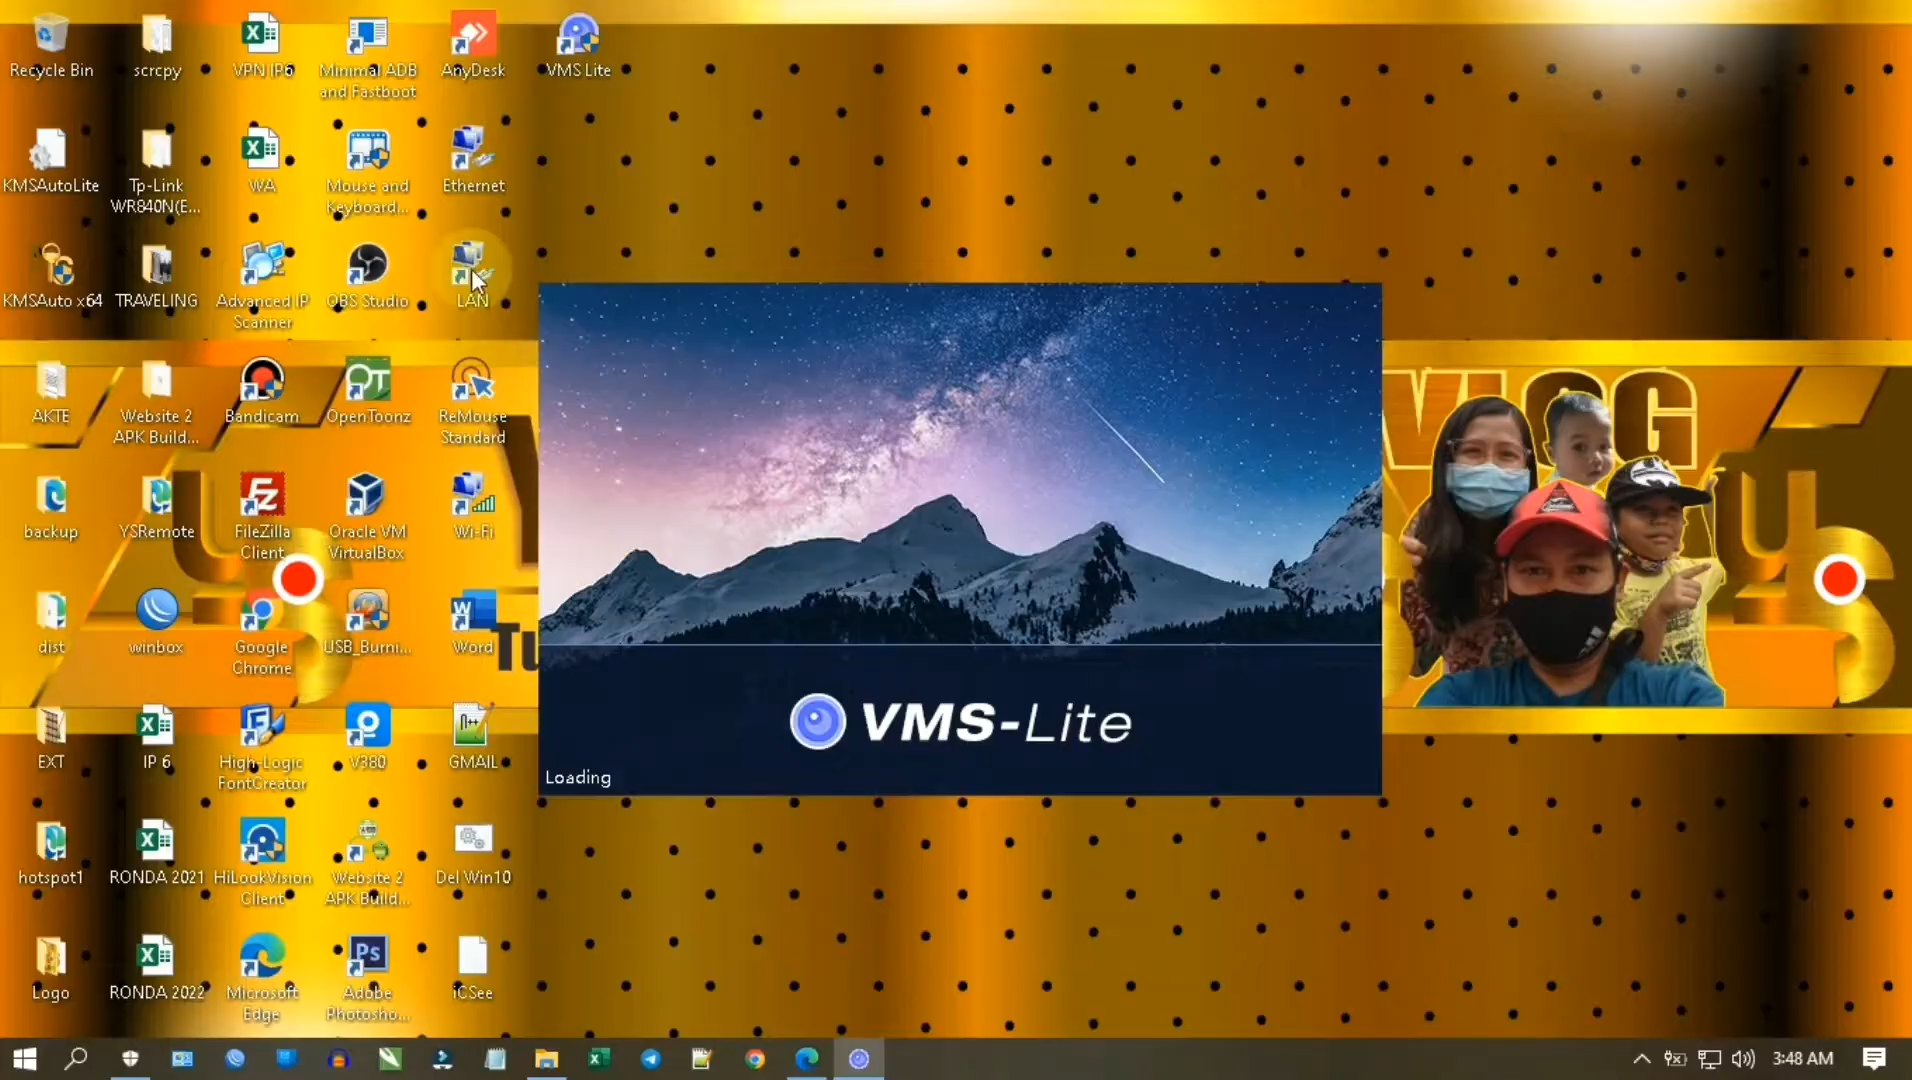 Recycle Bin
scrcpy
VPN IP6
Minimal ADB
and Fastboot
AnyDesk
VMS Lite
KMSAutoLite
Tp-Link
WR840N(E...
WA
Mouse and
Keyboard...
Ethernet
KMSAuto x64
TRAVELING
Advanced IP
Scanner
OBS Studio
LAN
AKTE
Website 2
APK Build...
Bandicam
OpenToonz
ReMouse
Standard
VLOG
backup
YSRemote
FileZilla
Client
Oracle VM
VirtualBox
Wi-Fi
dist
winbox
Google
Chrome
USB_Burni...
Word
Tu
VMS-Lite
Loading
EXT
IP 6
High-Logic
FontCreator
V380
GMAIL
hotspot1
RONDA 2021
HiLookVision
Client
Website 2
APK Build...
Del Win10
Logo
RONDA 2022
Microsoft
Edge
Adobe
Photosho...
iCSee
3:48 AM